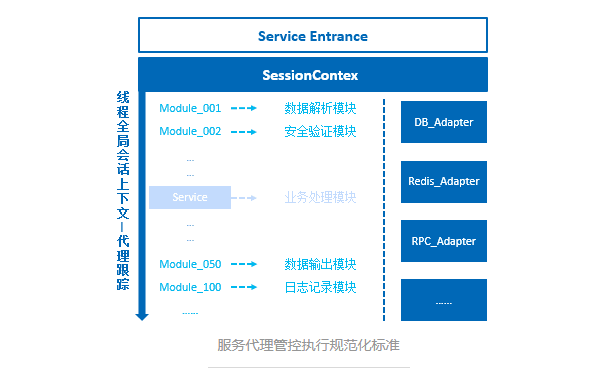 Service Entrance
SessionContex
线程全局会话上下文—代理跟踪
Module_001 数据解析模块
Module_002 安全验证模块
...
...
Service 业务处理模块
...
...
Module_050 数据输出模块
Module_100 日志记录模块
......
DB_Adapter
Redis_Adapter
RPC_Adapter
......
服务代理管控执行规范化标准